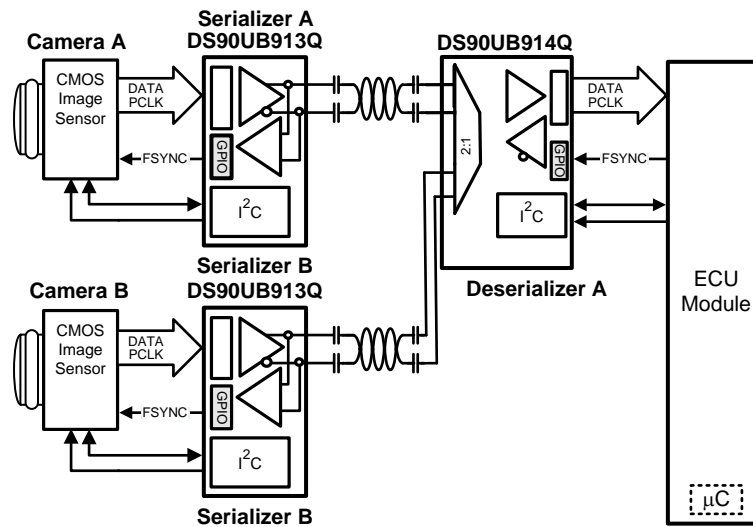 Serializer A
Camera A
DS90UB913Q
DS90UB914Q
CMOS
Image
Sensor
DATA
PCLK
GPIO
FSYNC
I²C
2:1
DATA
PCLK
GPIO
FSYNC
I²C
Serializer B
Deserializer A
Camera B
DS90UB913Q
ECU
Module
CMOS
Image
Sensor
DATA
PCLK
GPIO
FSYNC
I²C
Serializer B
µC